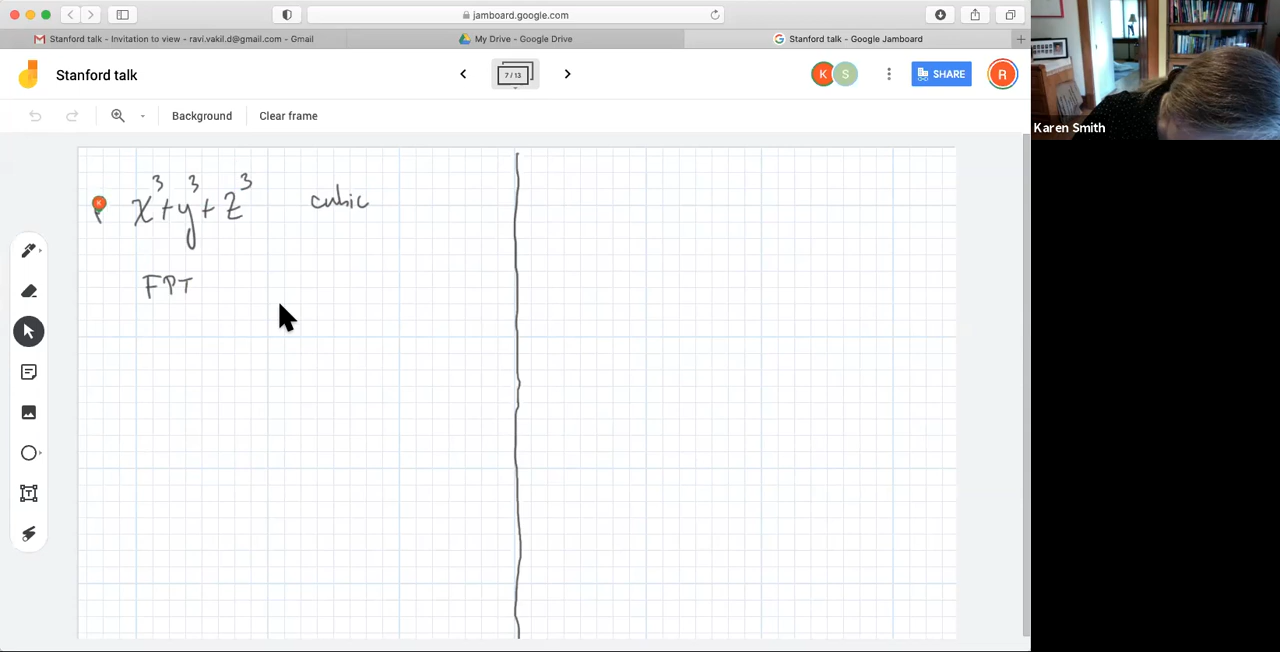 jamboard.google.com
Stanford talk - Invitation to view - ravi.vakil.d@gmail.com - Gmail
My Drive - Google Drive
Stanford talk - Google Jamboard
Stanford talk
7 / 13
K
S
SHARE
R
Karen Smith
Background
Clear frame
K
x³ + y³ + z³ cubic
FPT